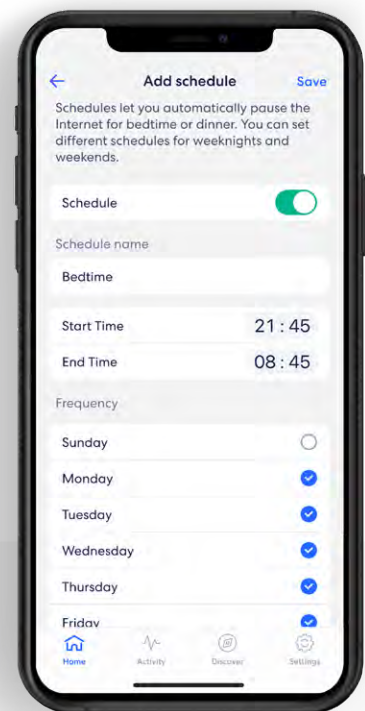 Add schedule
Save
Schedules let you automatically pause the
Internet for bedtime or dinner. You can set
different schedules for weeknights and
weekends.
Schedule
Schedule name
Bedtime
Start Time 21 : 45
End Time 08 : 45
Frequency
Sunday
Monday
Tuesday
Wednesday
Thursday
Friday
Home Activity Discover Settings